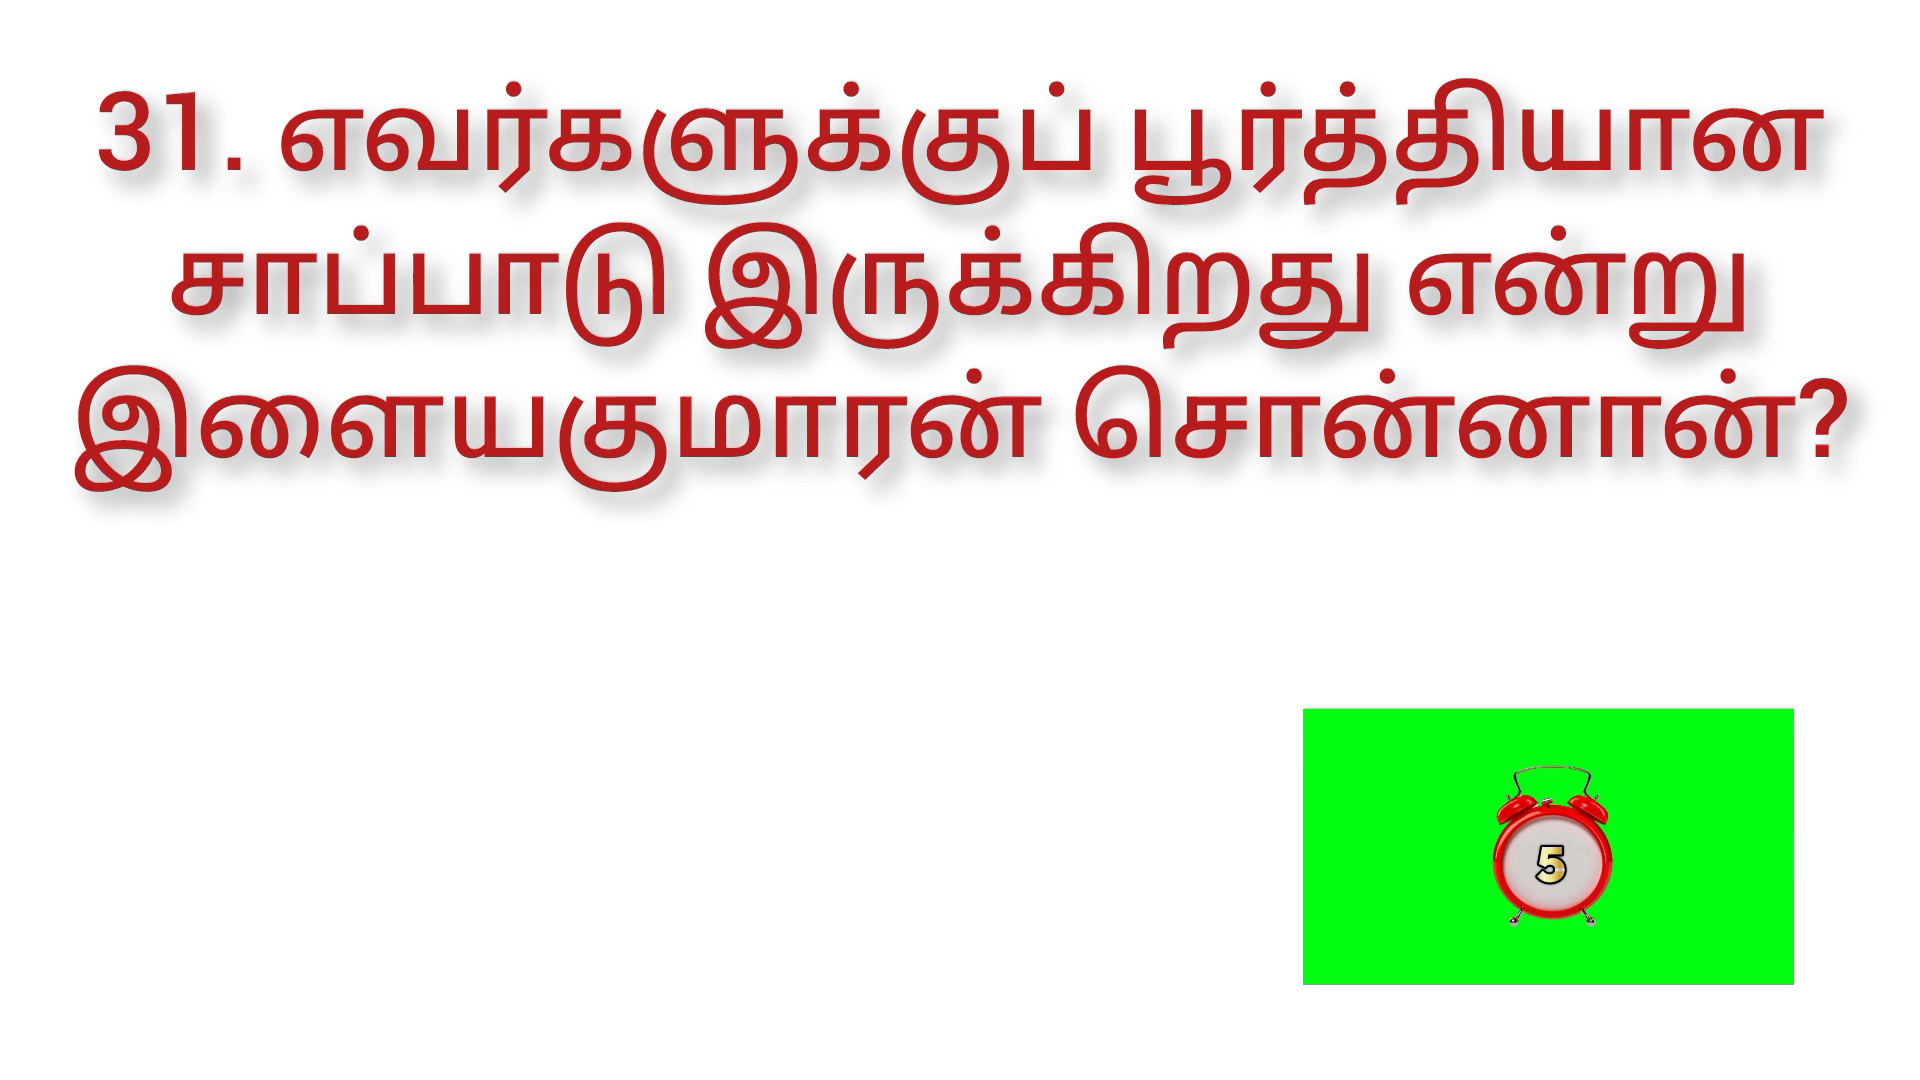 31. எவர்களுக்குப் பூர்த்தியான
சாப்பாடு இருக்கிறது என்று
இளையகுமாரன் சொன்னான்?
5